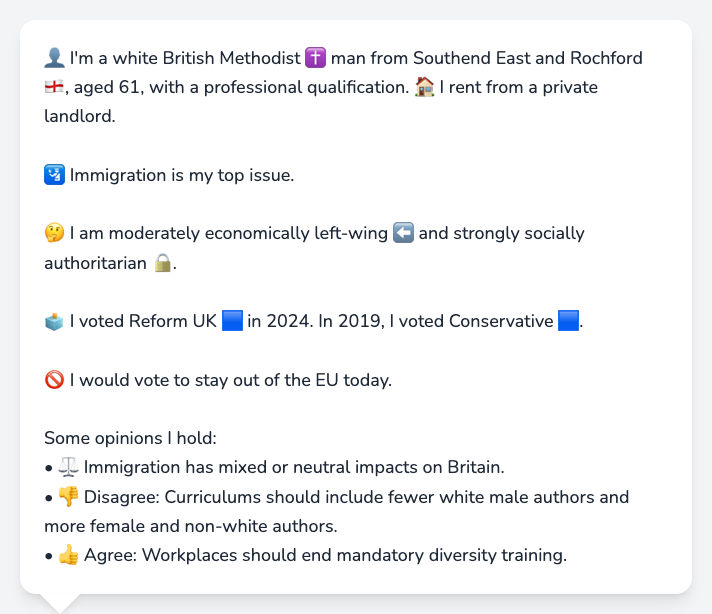 👤 I'm a white British Methodist ✝️ man from Southend East and Rochford
🏴󠁧󠁢󠁥󠁮󠁧󠁿, aged 61, with a professional qualification. 🏠 I rent from a private
landlord.
🛂 Immigration is my top issue.
🤔 I am moderately economically left-wing ⬅️ and strongly socially
authoritarian 🔒.
🗳️ I voted Reform UK 🟦 in 2024. In 2019, I voted Conservative 🟦.
🚫 I would vote to stay out of the EU today.
Some opinions I hold:
• ⚖️ Immigration has mixed or neutral impacts on Britain.
• 👎 Disagree: Curriculums should include fewer white male authors and
more female and non-white authors.
• 👍 Agree: Workplaces should end mandatory diversity training.